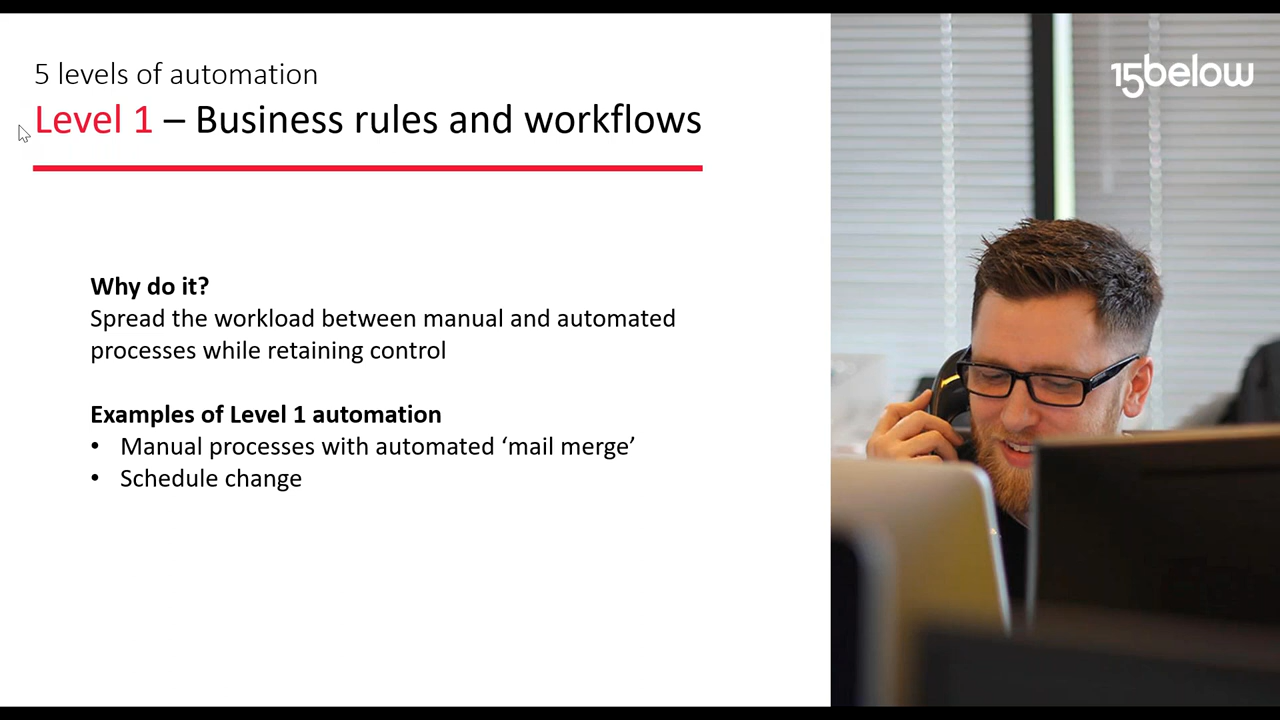 5 levels of automation
Level 1 – Business rules and workflows
15below
Why do it?
Spread the workload between manual and automated
processes while retaining control
Examples of Level 1 automation
• Manual processes with automated ‘mail merge’
• Schedule change